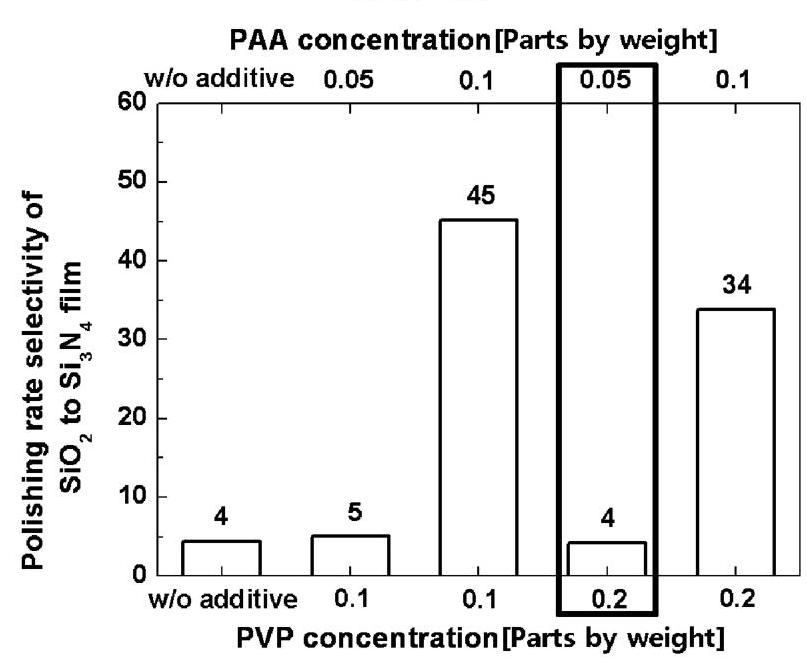 PAA concentration[Parts by weight]
w/o additive 0.05 0.1 0.05 0.1
60
50
40
30
20
10
0
Polishing rate selectivity of
SiO₂ to Si₃N₄ film
4
5
45
4
34
w/o additive 0.1 0.1 0.2 0.2
PVP concentration[Parts by weight]